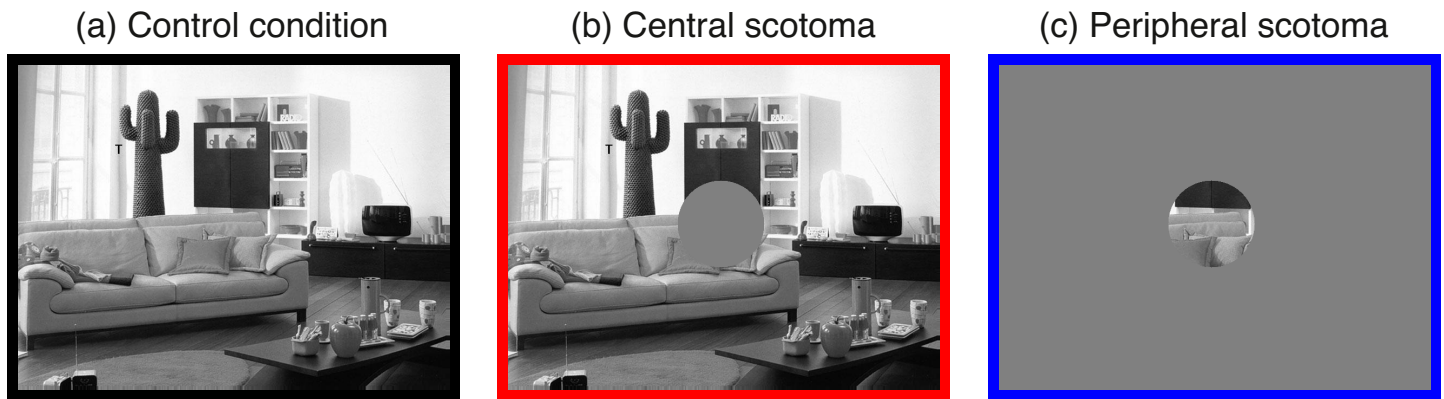 (a) Control condition
(b) Central scotoma
(c) Peripheral scotoma
T
T